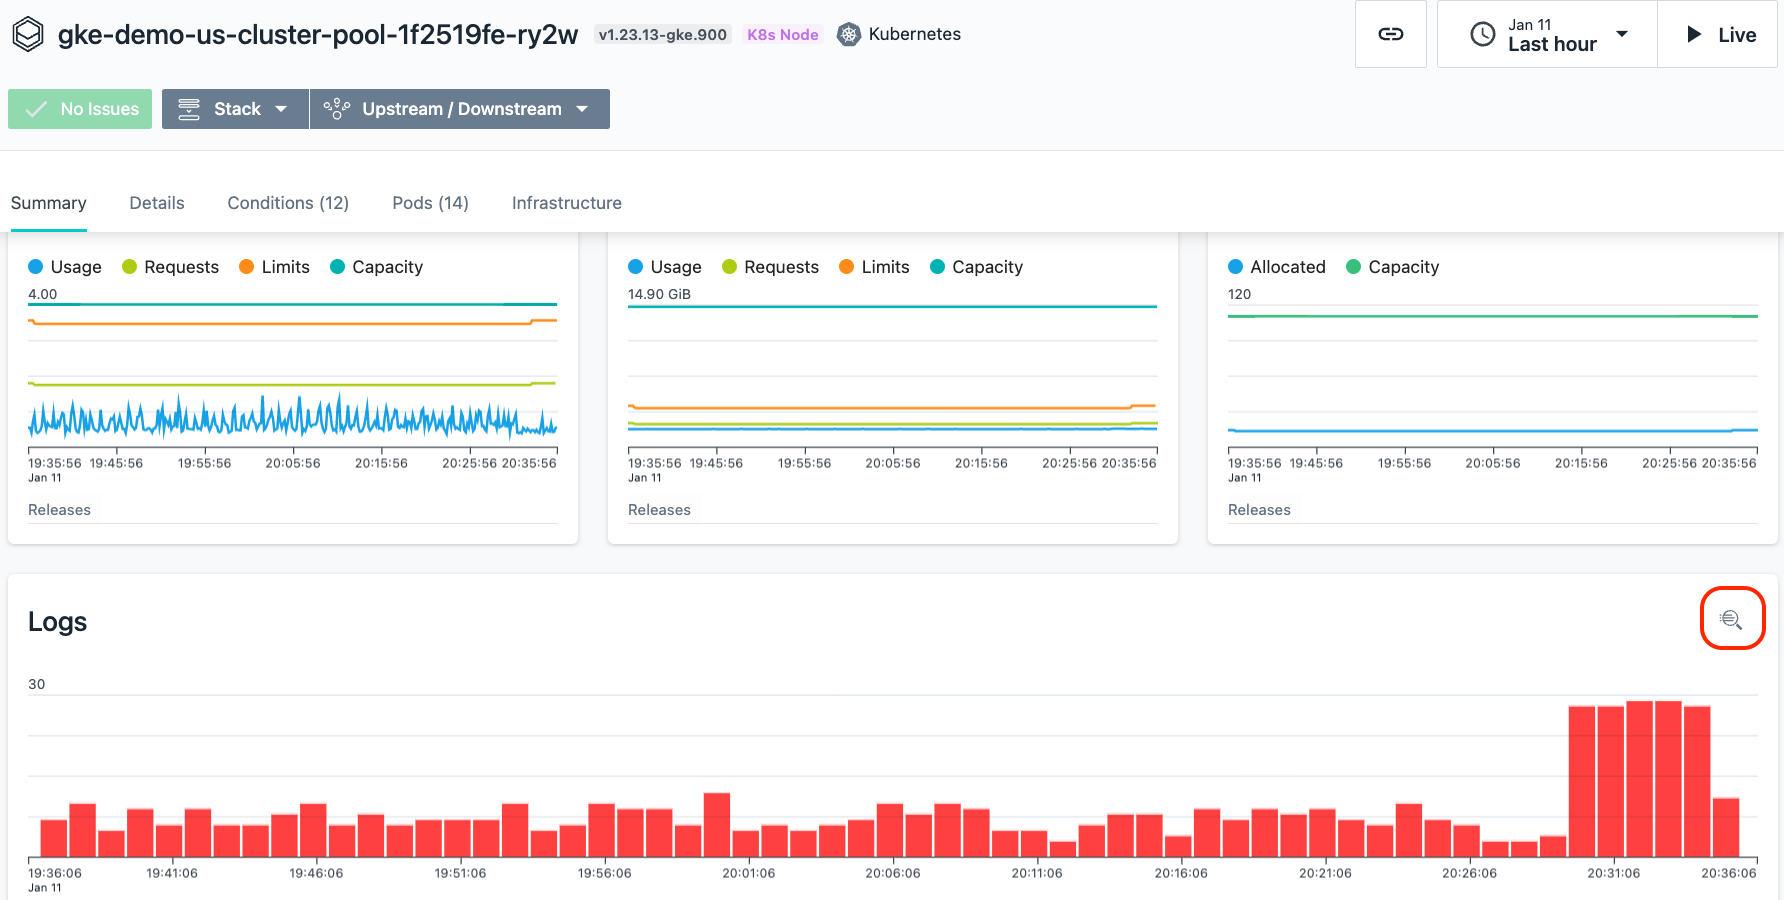 gke-demo-us-cluster-pool-1f2519fe-ry2w v1.23.13-gke.900 K8s Node Kubernetes
Jan 11
Last hour
Live
No Issues Stack Upstream / Downstream
Summary Details Conditions (12) Pods (14) Infrastructure
Usage Requests Limits Capacity
4.00
19:35:56 19:45:56 19:55:56 20:05:56 20:15:56 20:25:56 20:35:56
Jan 11
Releases
Usage Requests Limits Capacity
14.90 GiB
19:35:56 19:45:56 19:55:56 20:05:56 20:15:56 20:25:56 20:35:56
Jan 11
Releases
Allocated Capacity
120
19:35:56 19:45:56 19:55:56 20:05:56 20:15:56 20:25:56 20:35:56
Jan 11
Releases
Logs
30
19:36:06 19:41:06 19:46:06 19:51:06 19:56:06 20:01:06 20:06:06 20:11:06 20:16:06 20:21:06 20:26:06 20:31:06 20:36:06
Jan 11